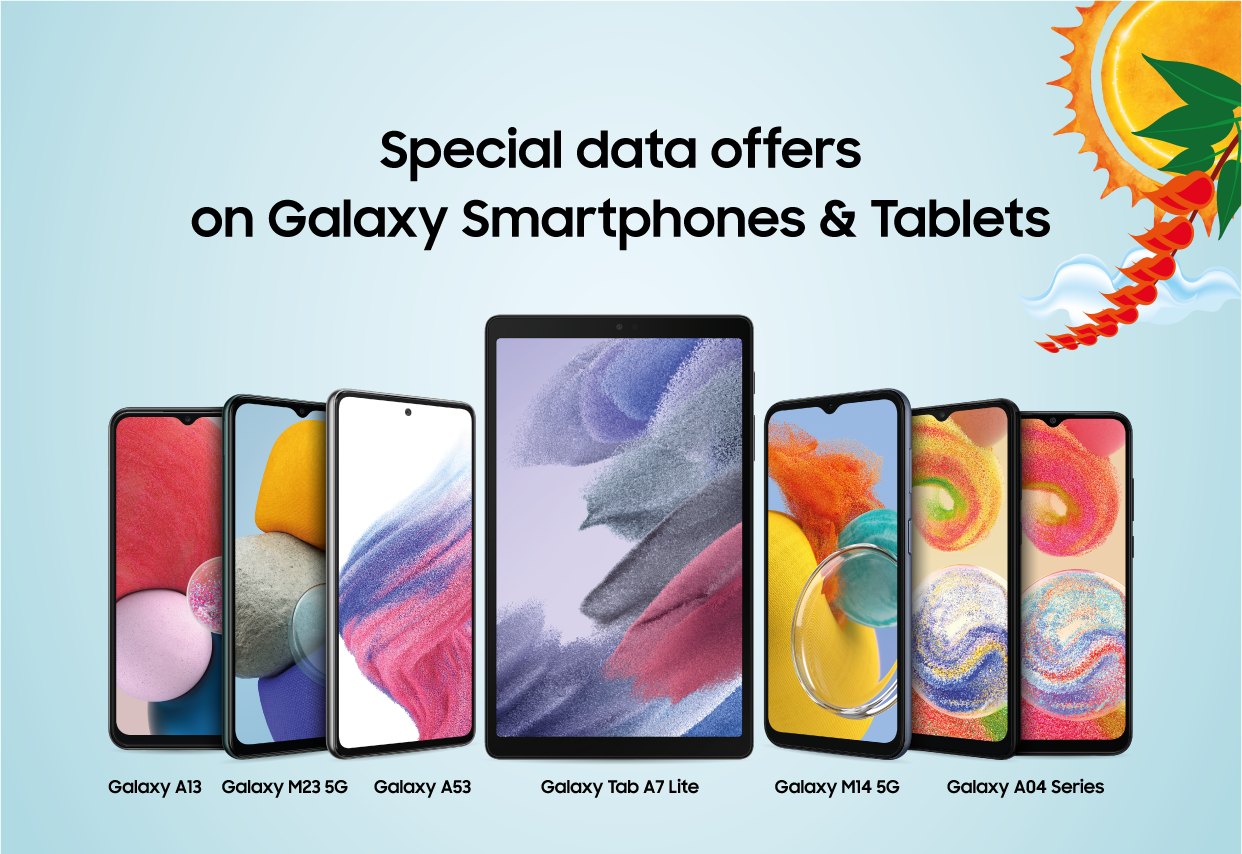 Special data offers
on Galaxy Smartphones & Tablets
Galaxy A13
Galaxy M23 5G
Galaxy A53
Galaxy Tab A7 Lite
Galaxy M14 5G
Galaxy A04 Series